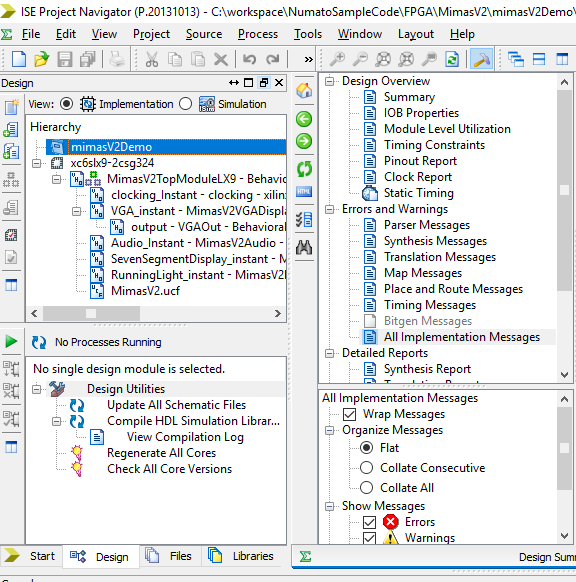 ISE Project Navigator (P.20131013) - C:\workspace\NumatoSampleCode\FPGA\MimasV2\mimasV2Demo\
File Edit View Project Source Process Tools Window Layout Help
Design
View: Implementation Simulation
Hierarchy
mimasV2Demo
xc6slx9-2csg324
MimasV2TopModuleLX9 - Behavio
clocking_Instant - clocking - xilinx
VGA_instant - MimasV2VGADispla
output - VGAOut - Behavioral
Audio_Instant - MimasV2Audio -
SevenSegmentDisplay_instant - M
RunningLight_instant - MimasV2
MimasV2.ucf
No Processes Running
No single design module is selected.
Design Utilities
Update All Schematic Files
Compile HDL Simulation Librar...
View Compilation Log
Regenerate All Cores
Check All Core Versions
Start Design Files Libraries
Design Overview
Summary
IOB Properties
Module Level Utilization
Timing Constraints
Pinout Report
Clock Report
Static Timing
Errors and Warnings
Parser Messages
Synthesis Messages
Translation Messages
Map Messages
Place and Route Messages
Timing Messages
Bitgen Messages
All Implementation Messages
Detailed Reports
Synthesis Report
All Implementation Messages
Wrap Messages
Organize Messages
Flat
Collate Consecutive
Collate All
Show Messages
Errors
Warnings
Design Summ